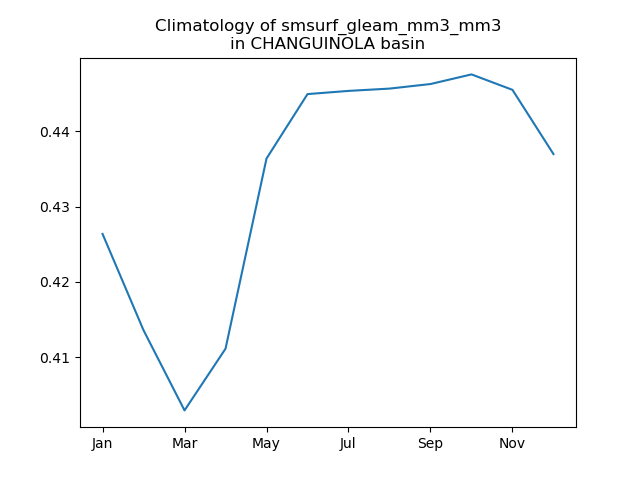 Climatology of smsurf_gleam_mm3_mm3
in CHANGUINOLA basin
0.44
0.43
0.42
0.41
Jan Mar May Jul Sep Nov